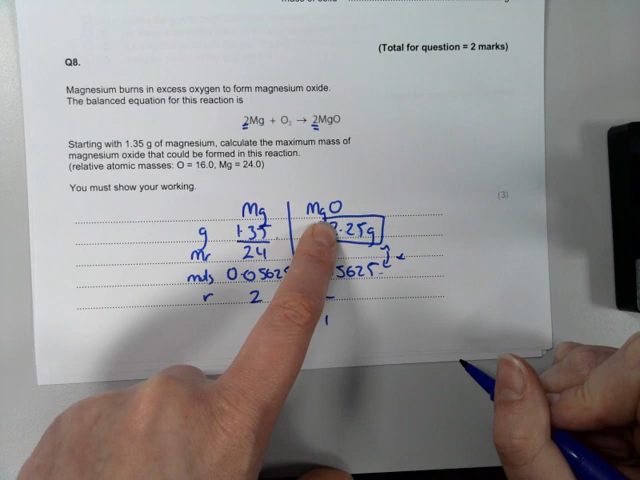 (Total for question = 2 marks)
Q8.
Magnesium burns in excess oxygen to form magnesium oxide.
The balanced equation for this reaction is
2Mg + O₂ → 2MgO
Starting with 1.35 g of magnesium, calculate the maximum mass of
magnesium oxide that could be formed in this reaction.
(relative atomic masses: O = 16.0, Mg = 24.0)
You must show your working.
(3)
Mg MgO
g 1.35 .25g
Mr 24
mols 0.05625 5625
r 2